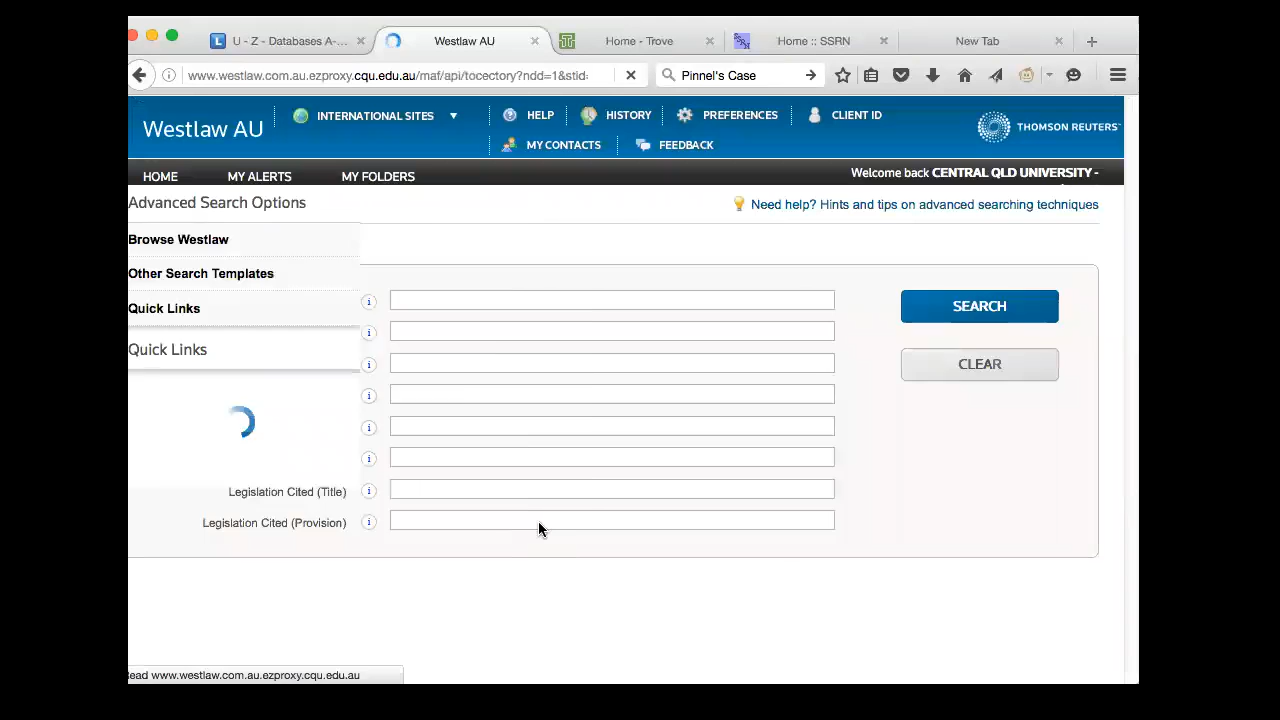 U - Z - Databases A-...
Westlaw AU
Home - Trove
Home :: SSRN
New Tab
www.westlaw.com.au.ezproxy.cqu.edu.au/maf/api/tocectory?ndd=1&stid:
Pinnel's Case
Westlaw AU
INTERNATIONAL SITES
HELP
HISTORY
PREFERENCES
CLIENT ID
THOMSON REUTERS
MY CONTACTS
FEEDBACK
HOME
MY ALERTS
MY FOLDERS
Welcome back CENTRAL QLD UNIVERSITY -
Advanced Search Options
Need help? Hints and tips on advanced searching techniques
Browse Westlaw
Other Search Templates
Quick Links
SEARCH
Quick Links
CLEAR
Legislation Cited (Title)
Legislation Cited (Provision)
ead www.westlaw.com.au.ezproxy.cqu.edu.au